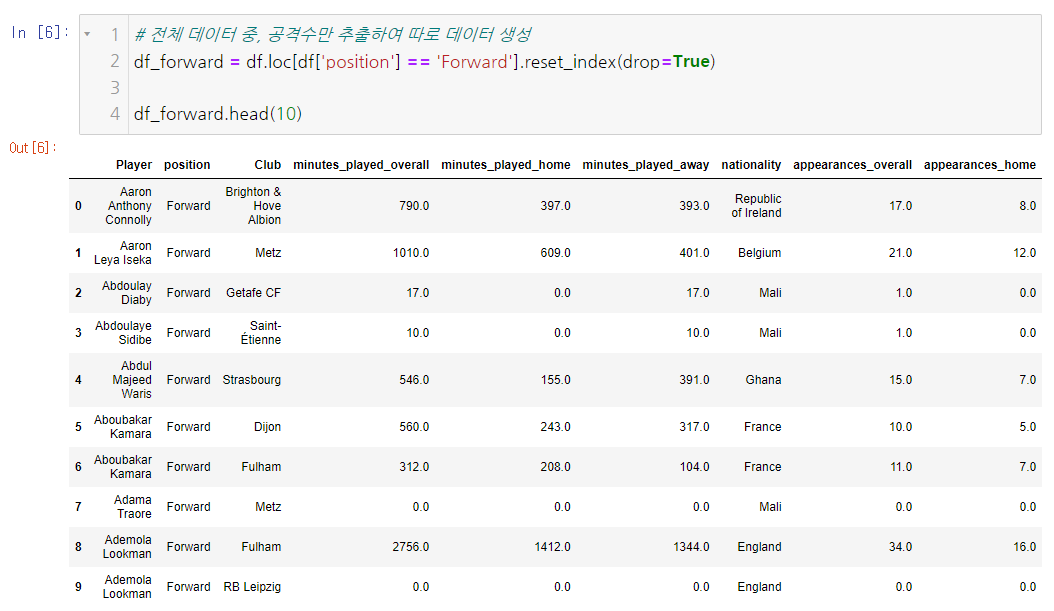 In [6]:
1 # 전체 데이터 중, 공격수만 추출하여 따로 데이터 생성
2 df_forward = df.loc[df['position'] == 'Forward'].reset_index(drop=True)
3
4 df_forward.head(10)
Out[6]:
Player position Club minutes_played_overall minutes_played_home minutes_played_away nationality appearances_overall appearances_home
0 Aaron Anthony Connolly Forward Brighton & Hove Albion 790.0 397.0 393.0 Republic of Ireland 17.0 8.0
1 Aaron Leya Iseka Forward Metz 1010.0 609.0 401.0 Belgium 21.0 12.0
2 Abdoulay Diaby Forward Getafe CF 17.0 0.0 17.0 Mali 1.0 0.0
3 Abdoulaye Sidibe Forward Saint-Étienne 10.0 0.0 10.0 Mali 1.0 0.0
4 Abdul Majeed Waris Forward Strasbourg 546.0 155.0 391.0 Ghana 15.0 7.0
5 Aboubakar Kamara Forward Dijon 560.0 243.0 317.0 France 10.0 5.0
6 Aboubakar Kamara Forward Fulham 312.0 208.0 104.0 France 11.0 7.0
7 Adama Traore Forward Metz 0.0 0.0 0.0 Mali 0.0 0.0
8 Ademola Lookman Forward Fulham 2756.0 1412.0 1344.0 England 34.0 16.0
9 Ademola Lookman Forward RB Leipzig 0.0 0.0 0.0 England 0.0 0.0